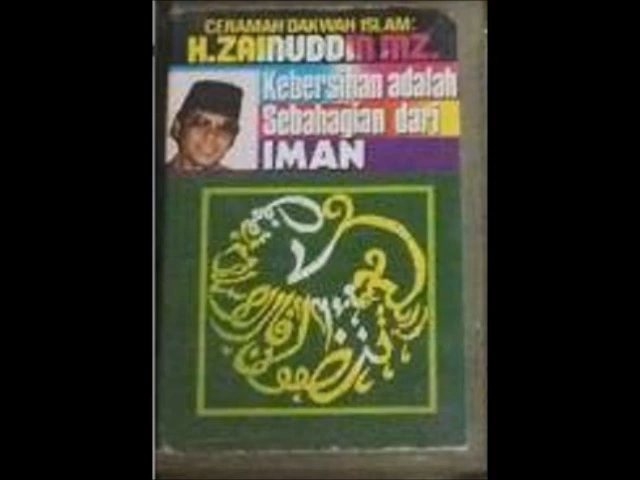 CERAMAH DAKWAH ISLAM:
H.ZAINUDDIN MZ.
Kebersihan adalah
Sebahagian dari
IMAN